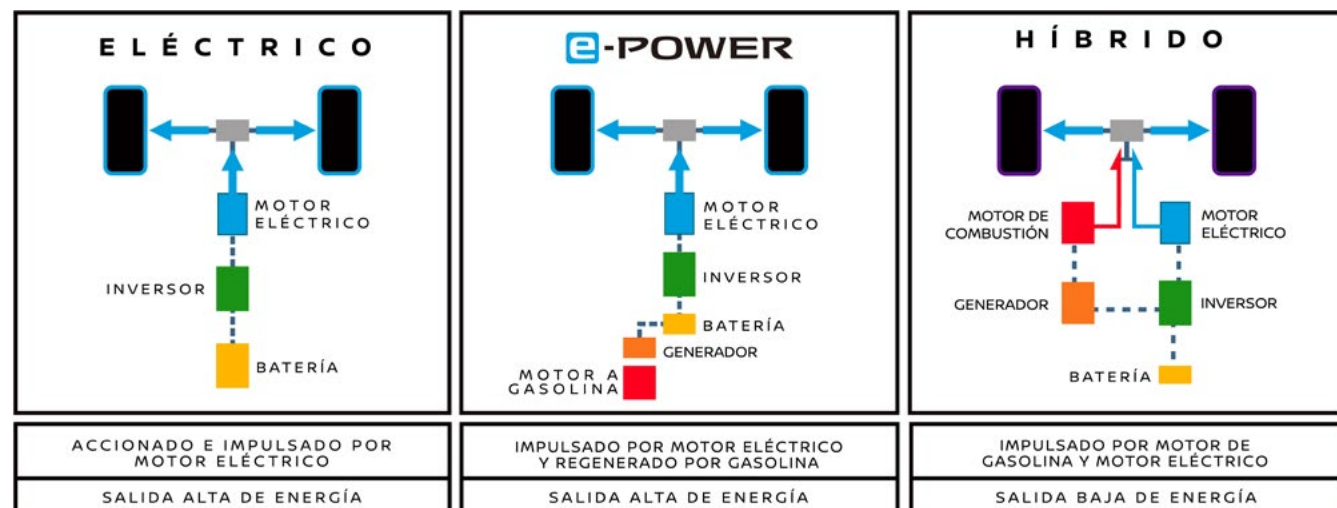 ELÉCTRICO
MOTOR
ELÉCTRICO
INVERSOR
BATERÍA
ACCIONADO E IMPULSADO POR
MOTOR ELÉCTRICO
SALIDA ALTA DE ENERGÍA
e-POWER
MOTOR
ELÉCTRICO
INVERSOR
BATERÍA
GENERADOR
MOTOR A
GASOLINA
IMPULSADO POR MOTOR ELÉCTRICO
Y REGENERADO POR GASOLINA
SALIDA ALTA DE ENERGÍA
HÍBRIDO
MOTOR DE
COMBUSTIÓN
MOTOR
ELÉCTRICO
GENERADOR
INVERSOR
BATERÍA
IMPULSADO POR MOTOR DE
GASOLINA Y MOTOR ELÉCTRICO
SALIDA BAJA DE ENERGÍA